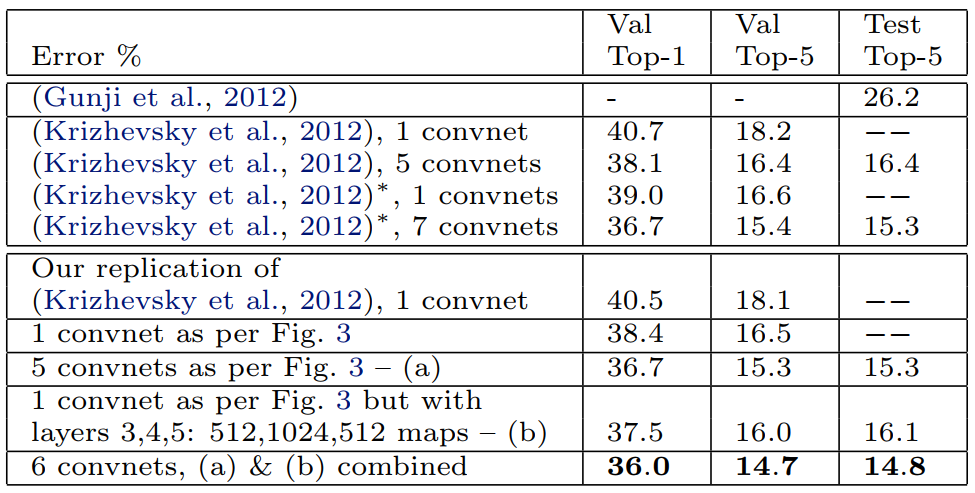 Error % Val Top-1 Val Top-5 Test Top-5
(Gunji et al., 2012) - - 26.2
(Krizhevsky et al., 2012), 1 convnet 40.7 18.2 −−
(Krizhevsky et al., 2012), 5 convnets 38.1 16.4 16.4
(Krizhevsky et al., 2012)*, 1 convnets 39.0 16.6 −−
(Krizhevsky et al., 2012)*, 7 convnets 36.7 15.4 15.3
Our replication of
(Krizhevsky et al., 2012), 1 convnet 40.5 18.1 −−
1 convnet as per Fig. 3 38.4 16.5 −−
5 convnets as per Fig. 3 – (a) 36.7 15.3 15.3
1 convnet as per Fig. 3 but with
layers 3,4,5: 512,1024,512 maps – (b) 37.5 16.0 16.1
6 convnets, (a) & (b) combined 36.0 14.7 14.8